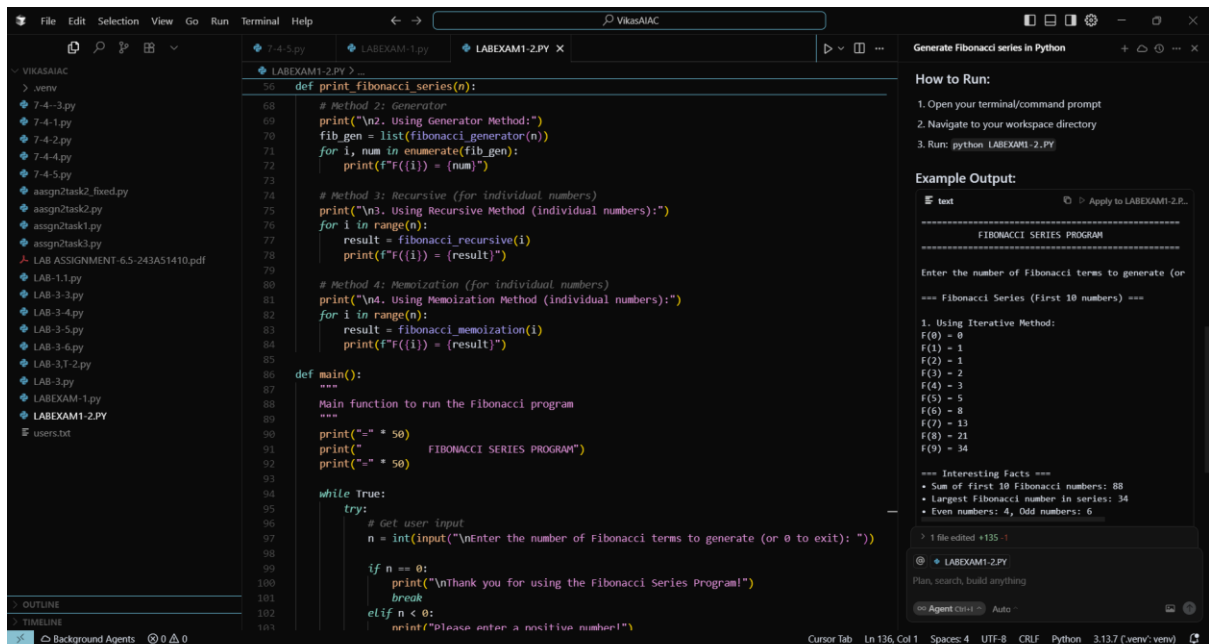 File Edit Selection View Go Run Terminal Help
VikasAIAC
7-4-5.py LABEXAM-1.py LABEXAM1-2.PY
Generate Fibonacci series in Python
VIKASAIAC
.venv
7-4--3.py
7-4-1.py
7-4-2.py
7-4-4.py
7-4-5.py
aasgn2task2_fixed.py
aasgn2task2.py
assgn1task1.py
assgn2task3.py
LAB ASSIGNMENT-6.5-243A51410.pdf
LAB-1.1.py
LAB-3-3.py
LAB-3-4.py
LAB-3-5.py
LAB-3-6.py
LAB-3,T-2.py
LAB-3.py
LABEXAM-1.py
LABEXAM1-2.PY
users.txt
OUTLINE
TIMELINE
LABEXAM1-2.PY > ...
56 def print_fibonacci_series(n):
68 # Method 2: Generator
69 print("\n2. Using Generator Method:")
70 fib_gen = list(fibonacci_generator(n))
71 for i, num in enumerate(fib_gen):
72 print(f"F({i}) = {num}")
73
74 # Method 3: Recursive (for individual numbers)
75 print("\n3. Using Recursive Method (individual numbers):")
76 for i in range(n):
77 result = fibonacci_recursive(i)
78 print(f"F({i}) = {result}")
79
80 # Method 4: Memoization (for individual numbers)
81 print("\n4. Using Memoization Method (individual numbers):")
82 for i in range(n):
83 result = fibonacci_memoization(i)
84 print(f"F({i}) = {result}")
85
86 def main():
87 """
88 Main function to run the Fibonacci program
89 """
90 print("=" * 50)
91 print(" FIBONACCI SERIES PROGRAM")
92 print("=" * 50)
93
94 while True:
95 try:
96 # Get user input
97 n = int(input("\nEnter the number of Fibonacci terms to generate (or 0 to exit): "))
98
99 if n == 0:
100 print("\nThank you for using the Fibonacci Series Program!")
101 break
102 elif n < 0:
103 print("Please enter a positive number!")
How to Run:
1. Open your terminal/command prompt
2. Navigate to your workspace directory
3. Run: python LABEXAM1-2.PY
Example Output:
text Apply to LABEXAM1-2.P...
==================================================
FIBONACCI SERIES PROGRAM
==================================================
Enter the number of Fibonacci terms to generate (or
=== Fibonacci Series (First 10 numbers) ===
1. Using Iterative Method:
F(0) = 0
F(1) = 1
F(2) = 1
F(3) = 2
F(4) = 3
F(5) = 5
F(6) = 8
F(7) = 13
F(8) = 21
F(9) = 34
=== Interesting Facts ===
• Sum of first 10 Fibonacci numbers: 88
• Largest Fibonacci number in series: 34
• Even numbers: 4, Odd numbers: 6
> 1 file edited +135 -1
@ LABEXAM1-2.PY
Plan, search, build anything
Agent Ctrl+I Auto
Background Agents 0 0
Cursor Tab Ln 136, Col 1 Spaces: 4 UTF-8 CRLF Python 3.13.7 ('.venv': venv)